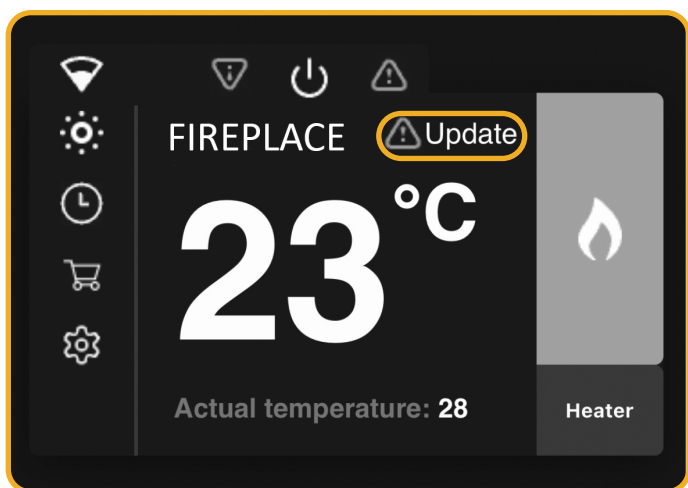 FIREPLACE
Update
23 °C
Actual temperature: 28
Heater